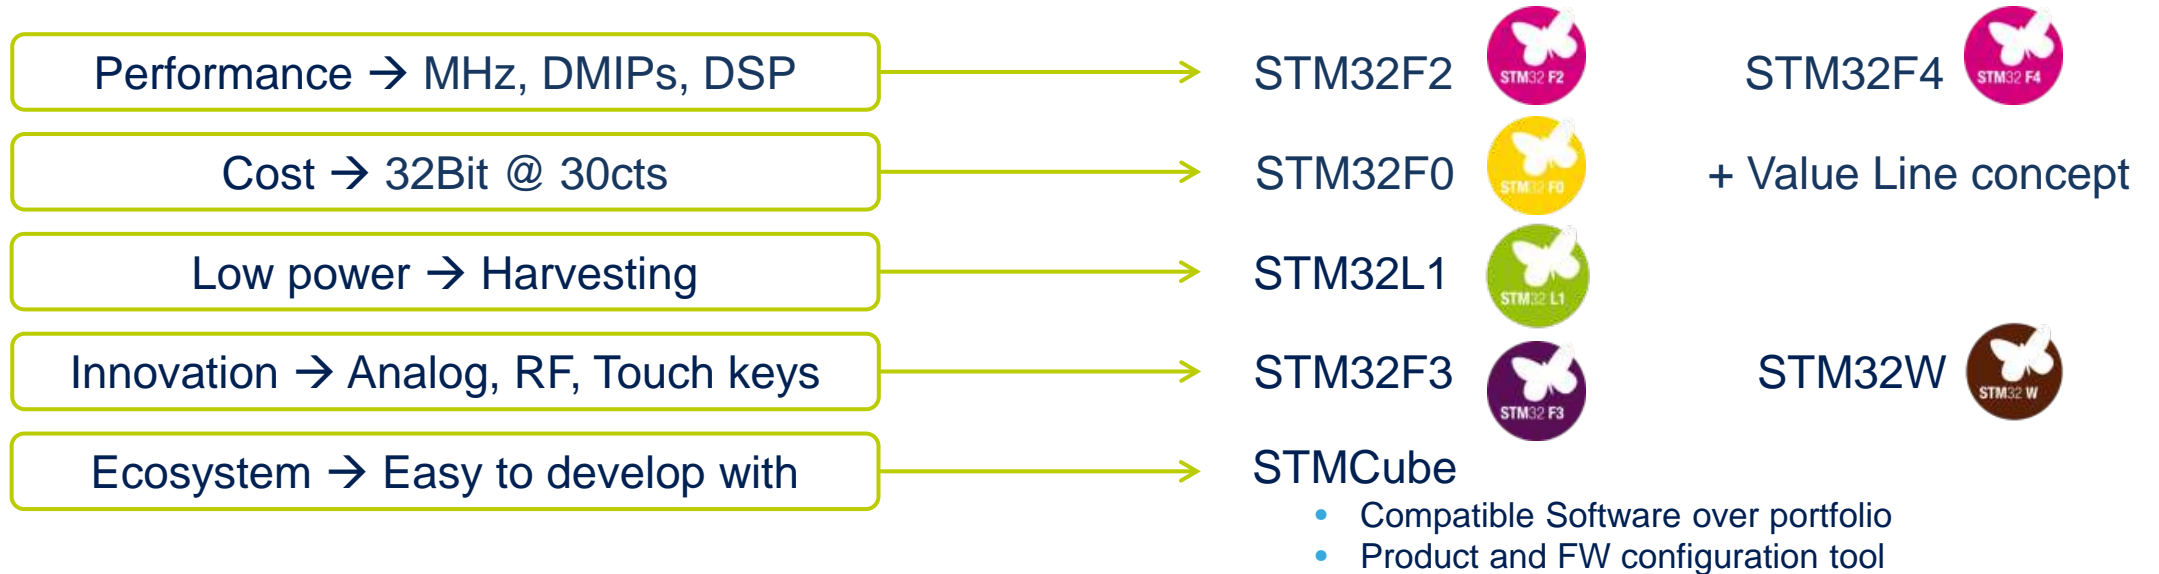 Performance → MHz, DMIPs, DSP
STM32F2
STM32 F2
STM32F4
STM32 F4
Cost → 32Bit @ 30cts
STM32F0
STM32 F0
+ Value Line concept
Low power → Harvesting
STM32L1
STM32 L1
Innovation → Analog, RF, Touch keys
STM32F3
STM32 F3
STM32W
STM32 W
Ecosystem → Easy to develop with
STMCube
• Compatible Software over portfolio
• Product and FW configuration tool